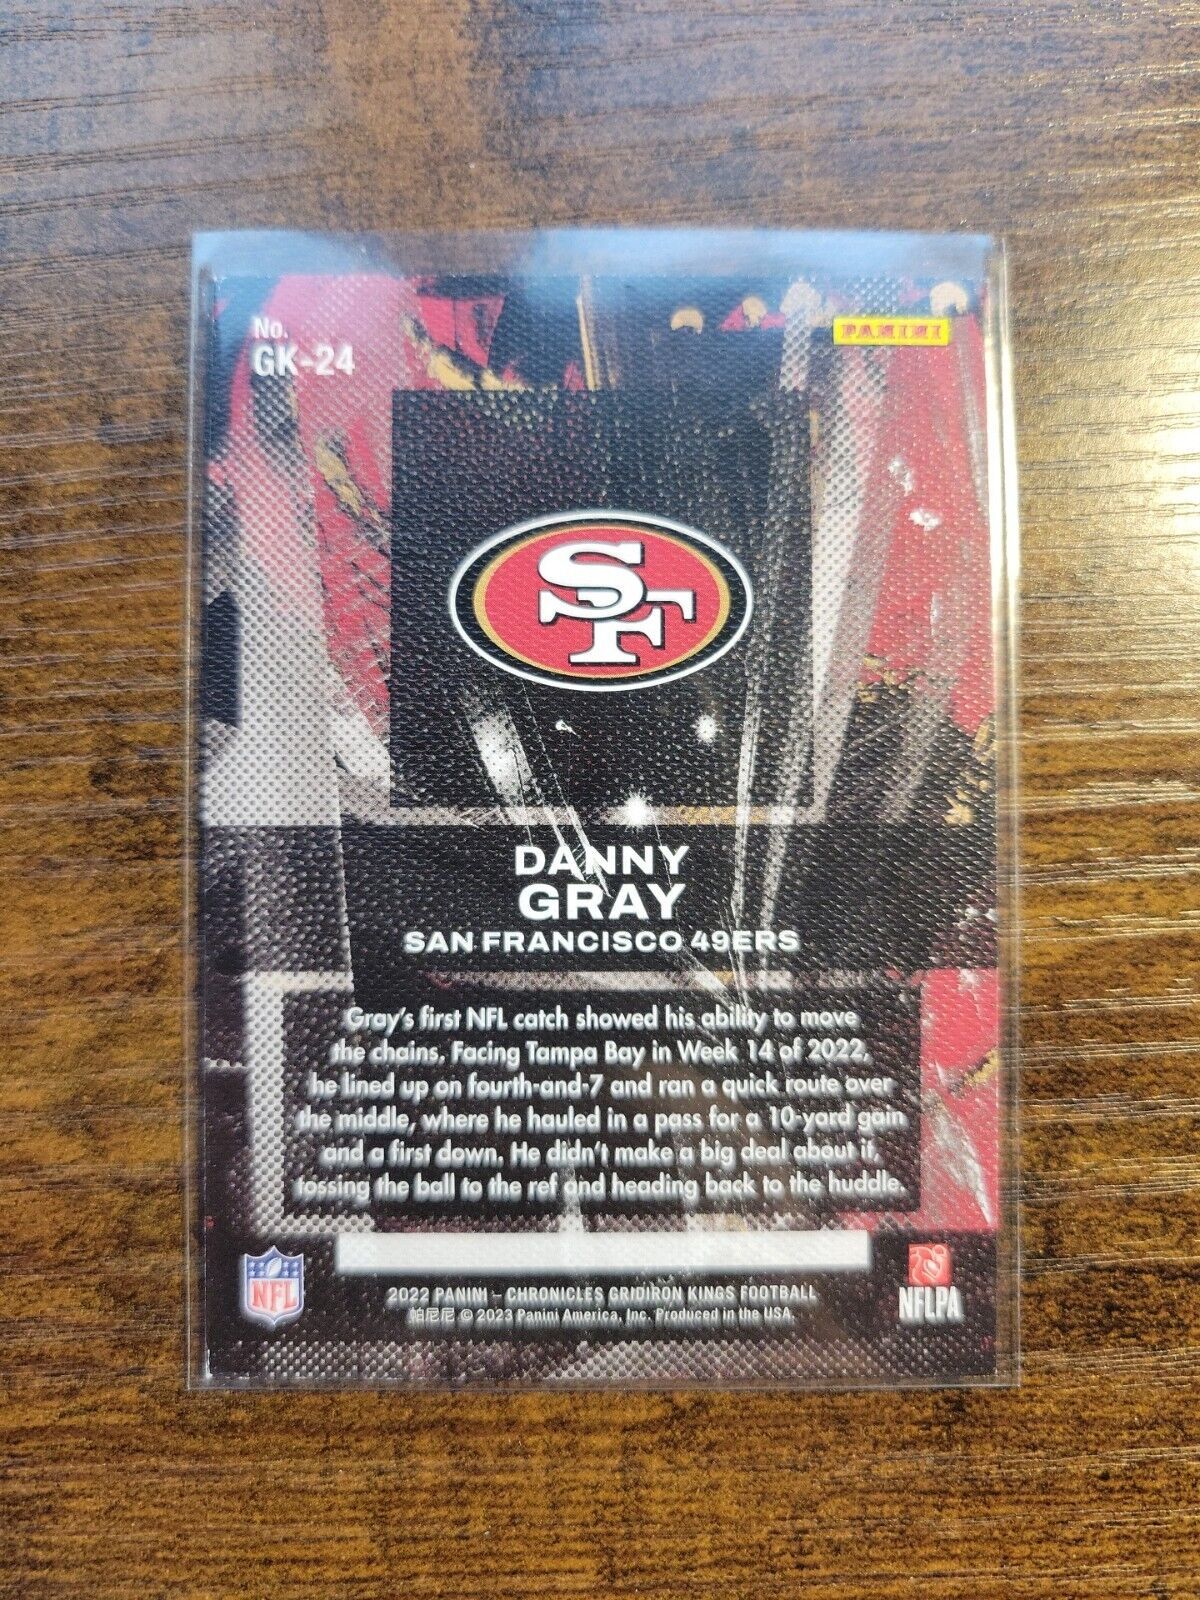 No.
GK-24
PANINI
SF
DANNY
GRAY
SAN FRANCISCO 49ERS
Gray's first NFL catch showed his ability to move
the chains. Facing Tampa Bay in Week 14 of 2022,
he lined up on fourth-and-7 and ran a quick route over
the middle, where he hauled in a pass for a 10-yard gain
and a first down. He didn't make a big deal about it,
tossing the ball to the ref and heading back to the huddle.
NFL
2022 PANINI – CHRONICLES GRIDIRON KINGS FOOTBALL
帕尼尼 © 2023 Panini America, Inc. Produced in the USA.
NFLPA